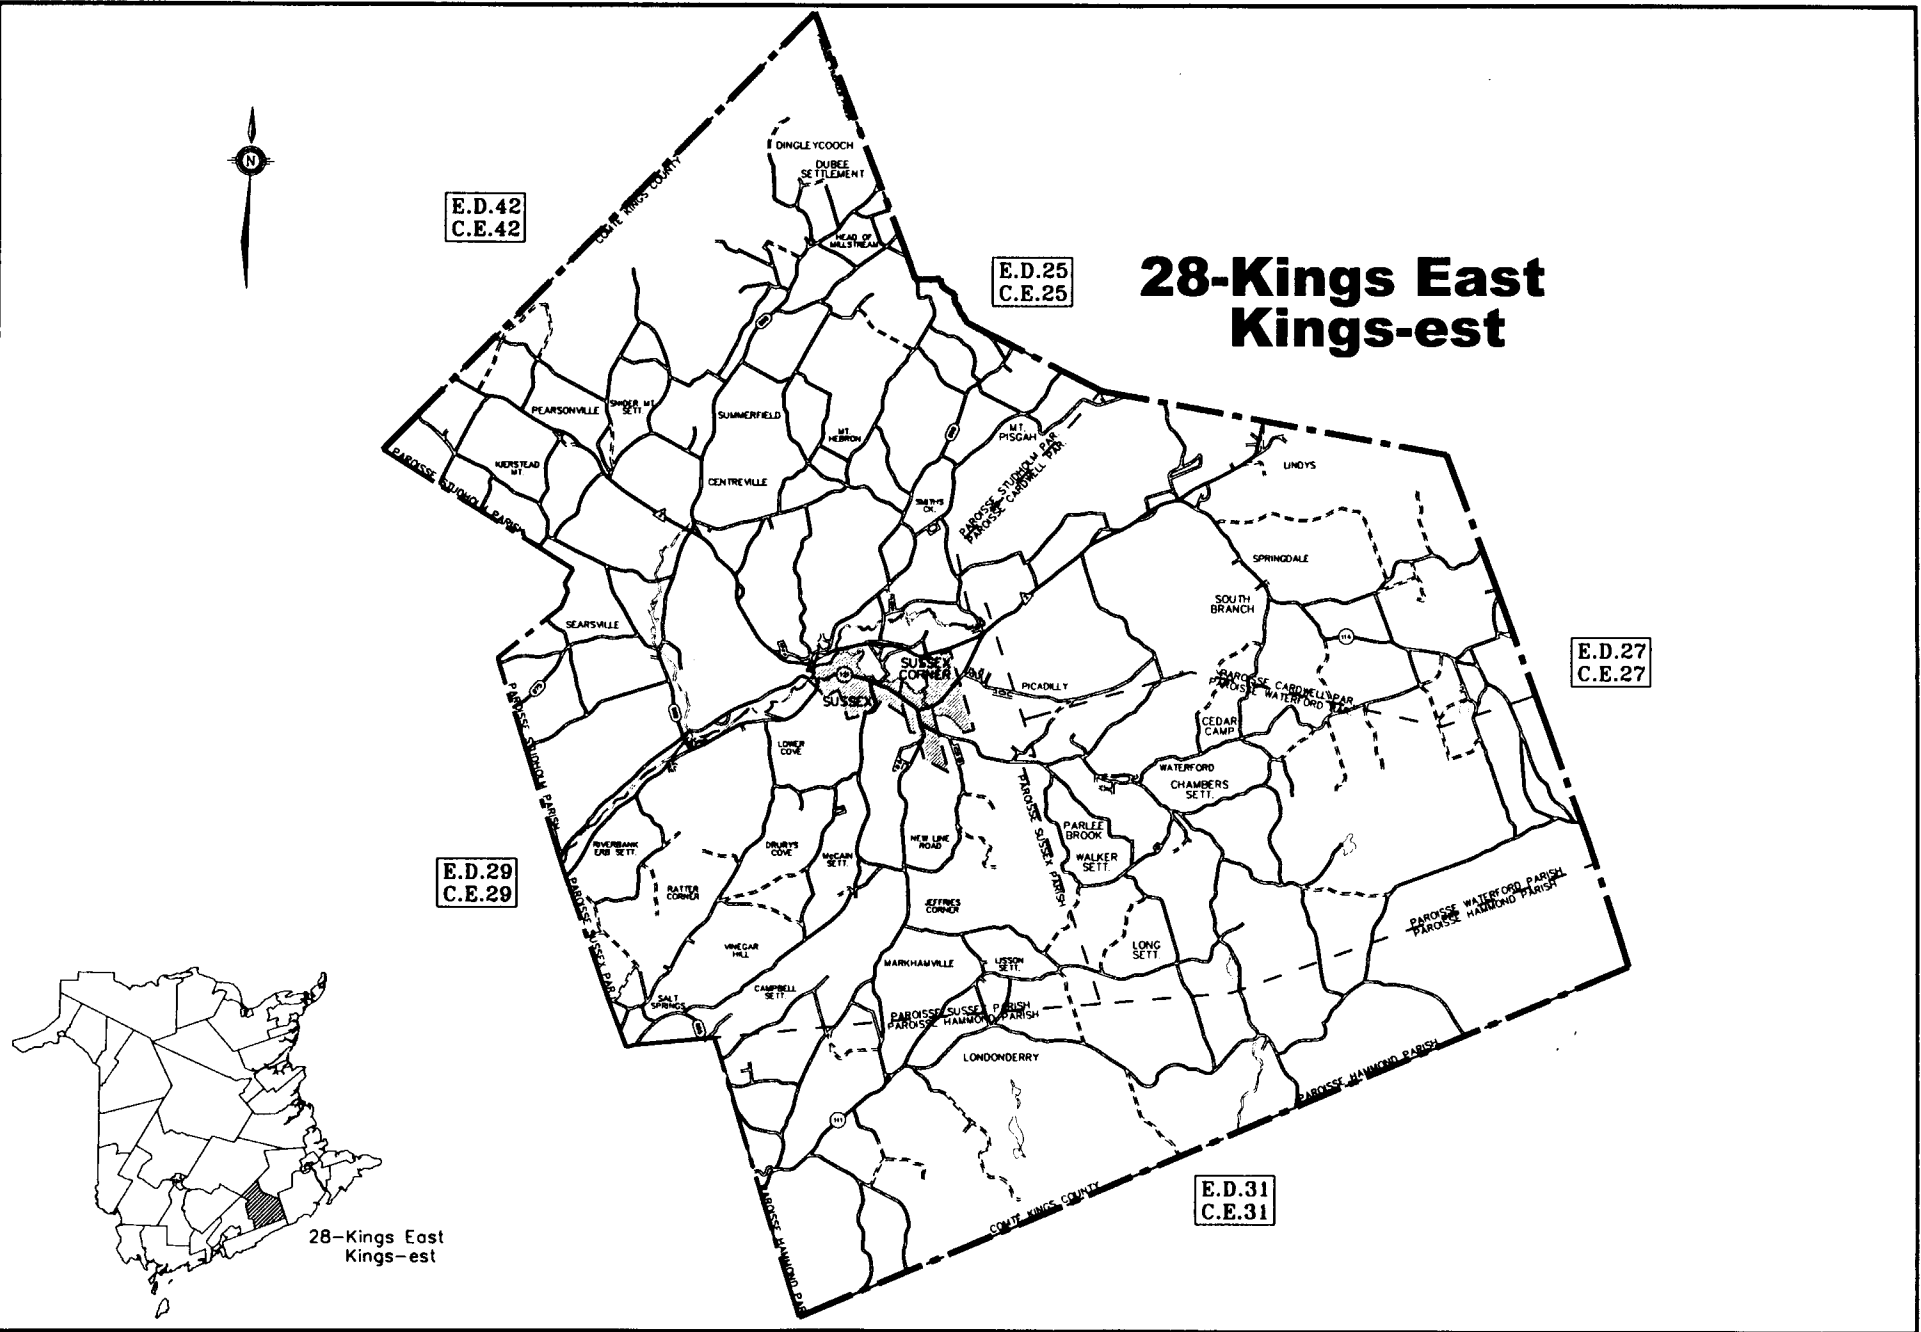 N
E.D.42
C.E.42
E.D.25
C.E.25
28-Kings East
Kings-est
COMTE KINGS COUNTY
DINGLEYCOOCH
DUBEE
SETTLEMENT
HEAD OF
MILLSTREAM
PEARSONVILLE
SNIDER MT.
SETT.
SUMMERFIELD
MT.
HEBRON
MT.
PISGAH
PAROISSE STUDHOLM PAR
PAROISSE CARDWELL PAR.
LINDYS
KIERSTEAD
MT
CENTREVILLE
SMITHS
CK.
PAROISSE STUDHOLM PARISH
SPRINGDALE
SOUTH
BRANCH
SEARSVILLE
114
E.D.27
C.E.27
SUSSEX
CORNER
SUSSEX
PICADILLY
PAROISSE CARDWELL PAR.
PAROISSE WATERFORD
CEDAR
CAMP
PAROISSE STUDHOLM PARISH
LOWER
COVE
WATERFORD
CHAMBERS
SETT.
PAROISSE SUSSEX PARISH
PARLEE
BROOK
WALKER
SETT.
RIVERBANK
ERB SETT.
DRURYS
COVE
McCAIN
SETT.
NEW LINE
ROAD
E.D.29
C.E.29
RATTER
CORNER
JEFFRIES
CORNER
PAROISSE WATERFORD PARISH
PAROISSE HAMMOND PARISH
PAROISSE SUSSEX PAR
VINEGAR
HILL
LONG
SETT.
MARKHAMVILLE
LISSON
SETT.
SALT
SPRINGS
CAMPBELL
SETT.
PAROISSE SUSSEX PARISH
PAROISSE HAMMOND PARISH
LONDONDERRY
PAROISSE HAMMOND PARISH
111
COMTE KINGS COUNTY
E.D.31
C.E.31
PAROISSE HAMMOND PAR
28-Kings East
Kings-est